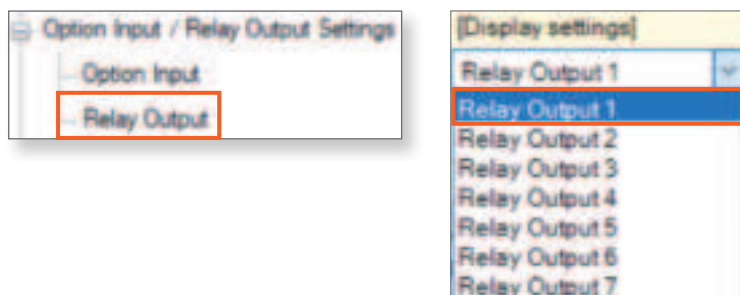 Option Input / Relay Output Settings
Option Input
Relay Output
[Display settings]
Relay Output 1
Relay Output 1
Relay Output 2
Relay Output 3
Relay Output 4
Relay Output 5
Relay Output 6
Relay Output 7